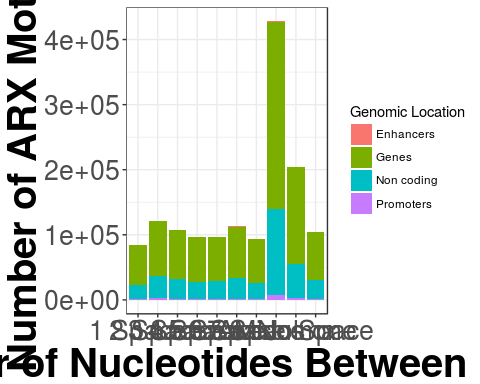 Number of ARX Mot
4e+05
3e+05
2e+05
1e+05
0e+00
r of Nucleotides Between
Genomic Location
Enhancers
Genes
Non coding
Promoters